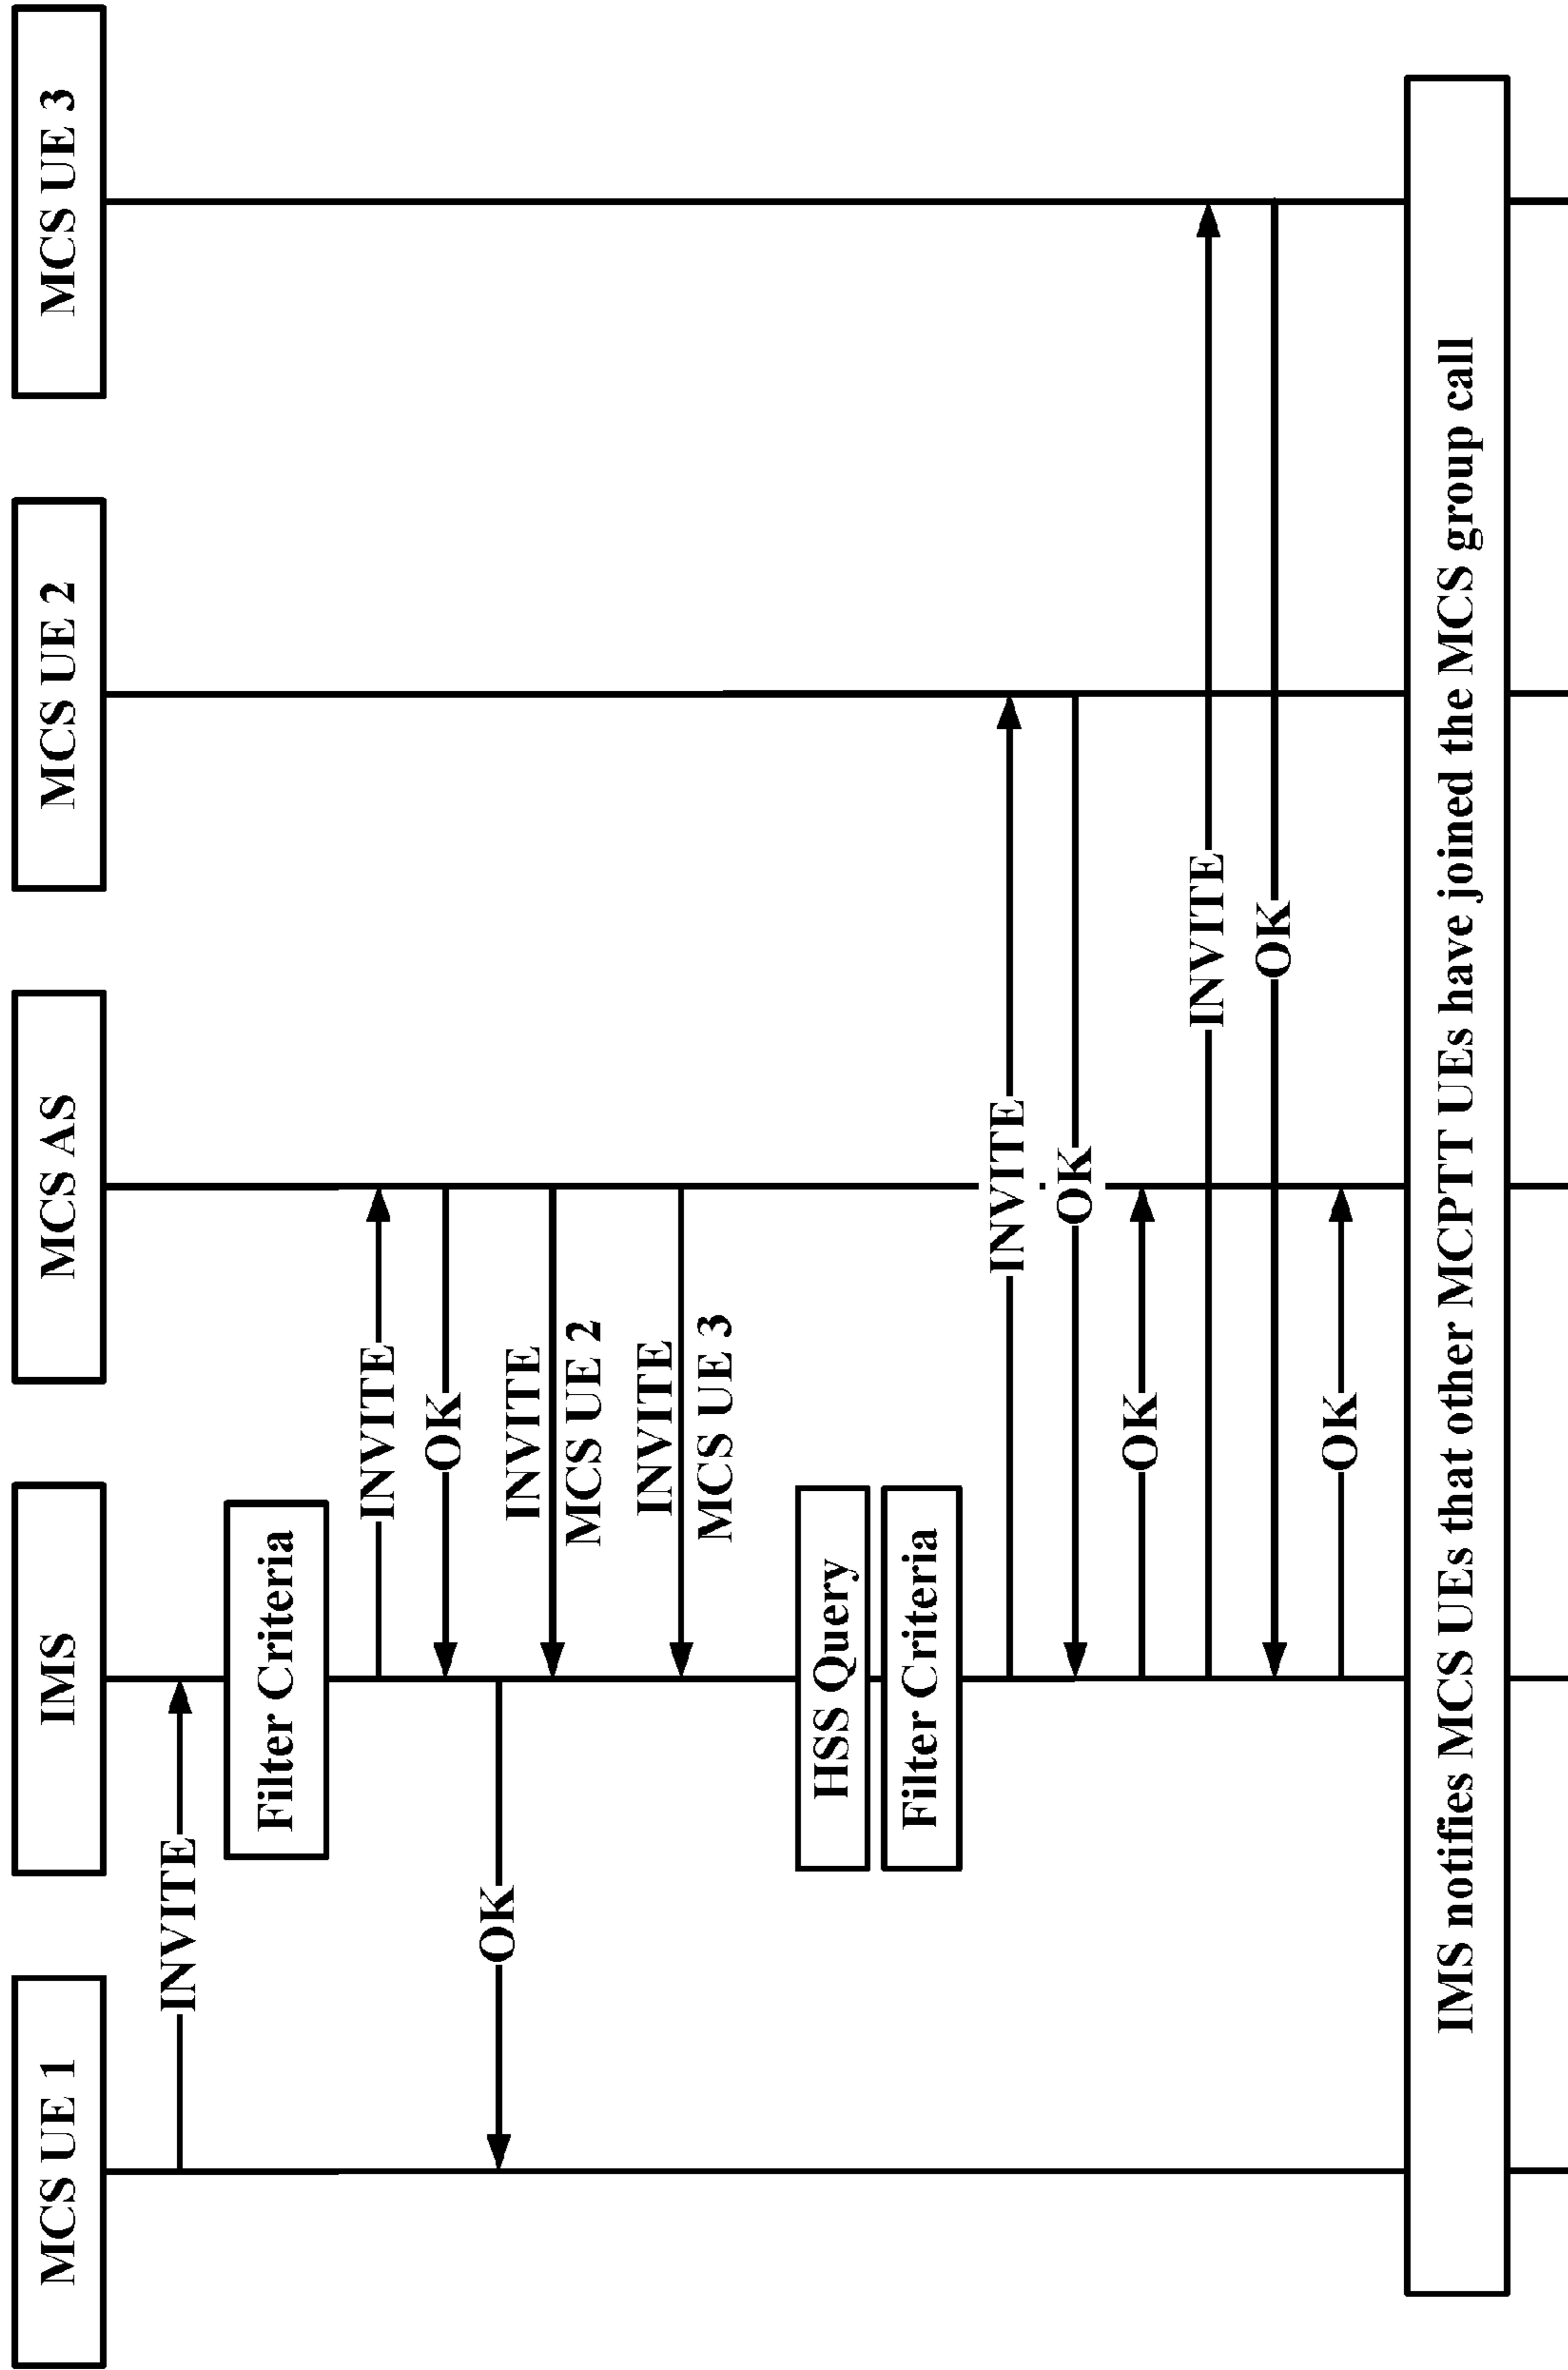 MCS UE 1
IMS
MCS AS
MCS UE 2
MCS UE 3
INVITE
Filter Criteria
INVITE
OK
OK
INVITE
MCS UE 2
INVITE
MCS UE 3
HSS Query
Filter Criteria
INVITE
OK
OK
INVITE
OK
OK
IMS notifies MCS UEs that other MCPTT UEs have joined the MCS group call